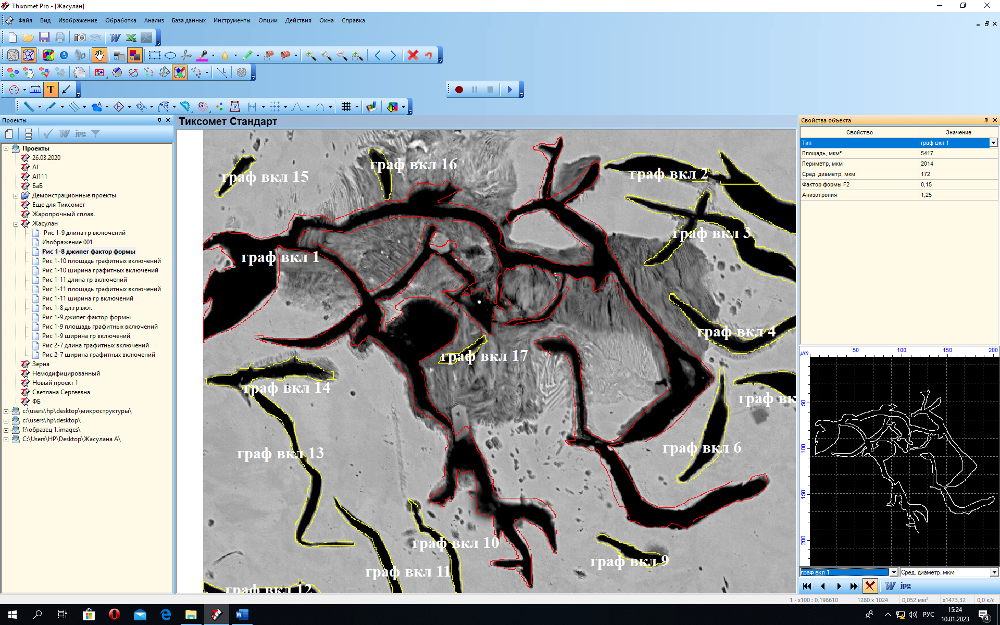 Thixomet Pro - [Жасулан]
Файл Вид Изображение Обработка Анализ База данных Инструменты Опции Действия Окна Справка
Проекты
Тиксомет Стандарт
Свойства объекта
jpg
Проекты
26.03.2020
Al
Al111
БаБ
Демонстрационные проекты
Еще для Тиксомет
Жаропрочный сплав.
Жасулан
Рис 1-9 длина гр включений
Изображение 001
Рис 1-8 джипег фактор формы
Рис 1-10 площадь графитных включений
Рис 1-10 ширина графитных включений
Рис 1-11 длина гр включений
Рис 1-11 площадь графитных включений
Рис 1-11 ширина гр включений
Рис 1-8 дл.гр.вкл.
Рис 1-9 джипег фактор формы
Рис 1-9 площадь графитных включений
Рис 1-9 ширина гр включений
Рис 2-7 длина графитных включений
Рис 2-7 ширина графитных включений
Зерна
Немодифицированный
Новый проект 1
Светлана Сергеевна
ФБ
c:\users\hp\desktop\микроструктуры\
c:\users\hp\desktop\
f:\образец 1.images\
C:\Users\HP\Desktop\Жасулана А\
граф вкл 15
граф вкл 16
граф вкл 2
граф вкл 3
граф вкл 1
граф вкл 4
граф вкл 17
граф вкл 14
граф вк
граф вкл 13
граф вкл 6
граф вкл 10
граф вкл 9
граф вкл 11
граф вкл 12
Свойство Значение
Тип граф вкл 1
Площадь, мкм² 5417
Периметр, мкм 2014
Сред. диаметр, мкм 172
Фактор формы F2 0,15
Анизотропия 1,25
µm 50 100 150 200
50
100
150
200
граф вкл 1 Сред. диаметр, мкм
jpg
1 - x100 : 0,198610 1280 x 1024 0,052 мм² x1473,32 0,0 к/с
РУС
15:24
10.01.2023
4